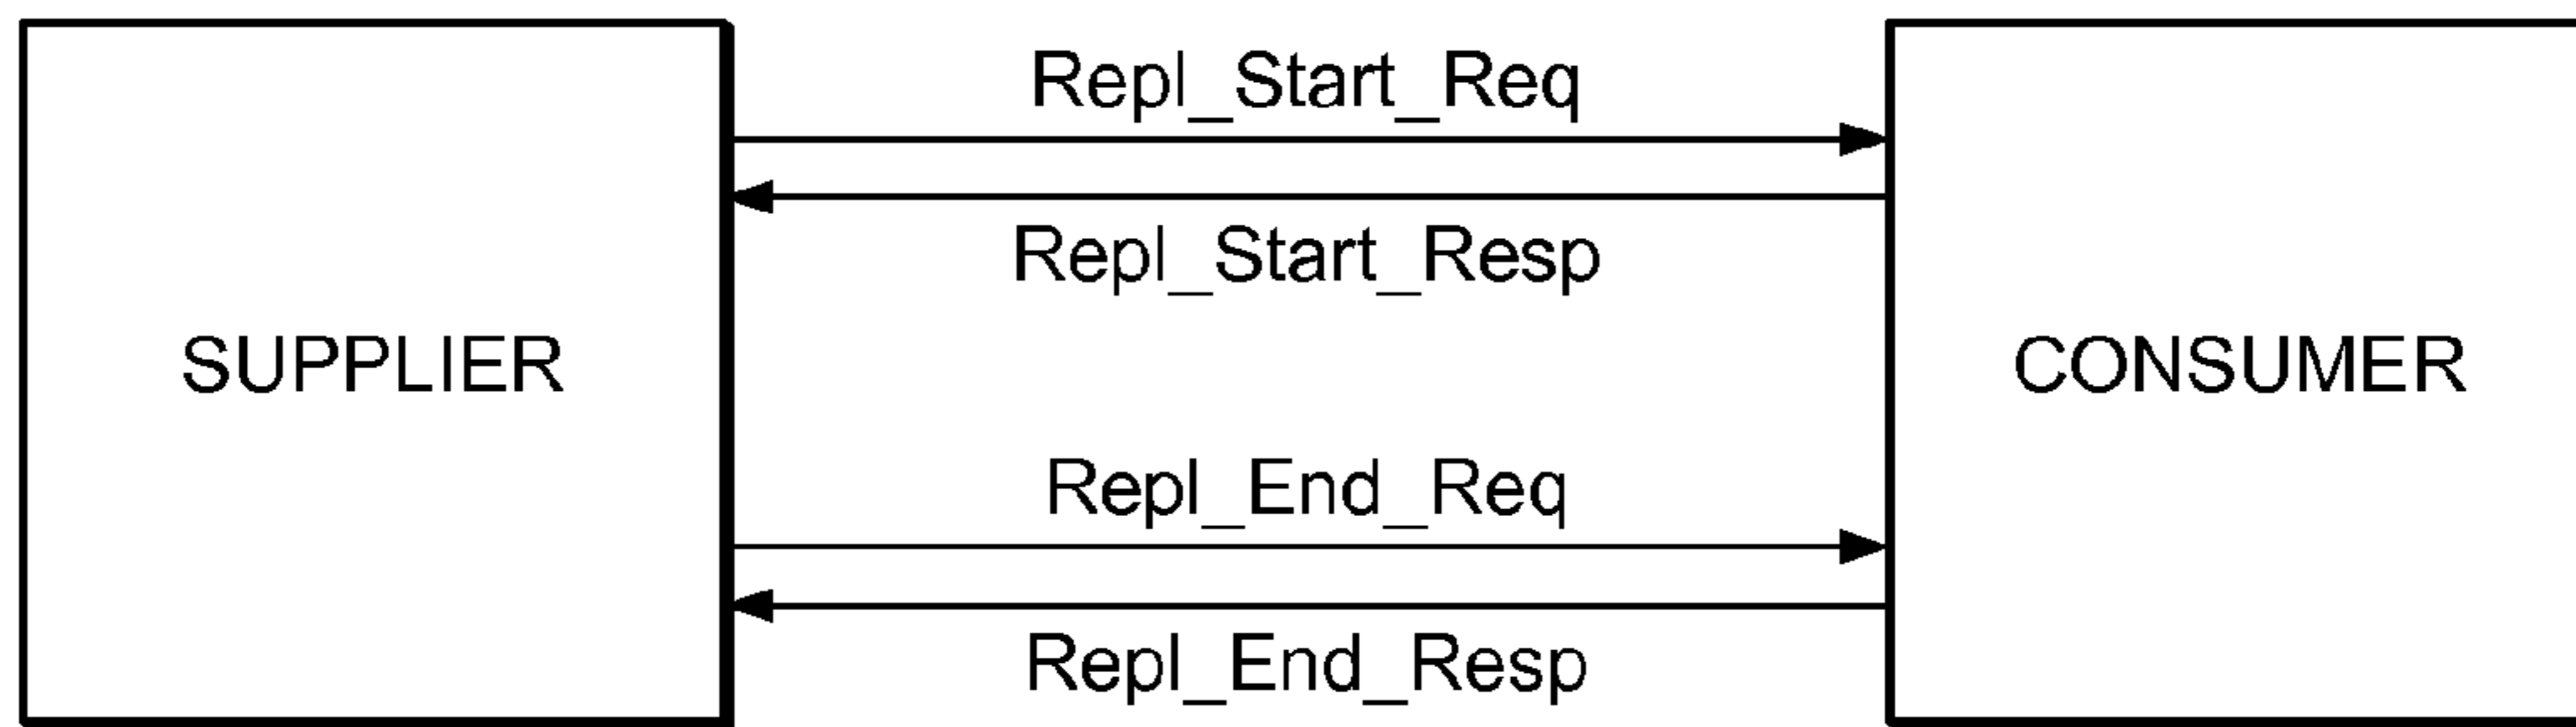 Repl_Start_Req
Repl_Start_Resp
SUPPLIER
CONSUMER
Repl_End_Req
Repl_End_Resp